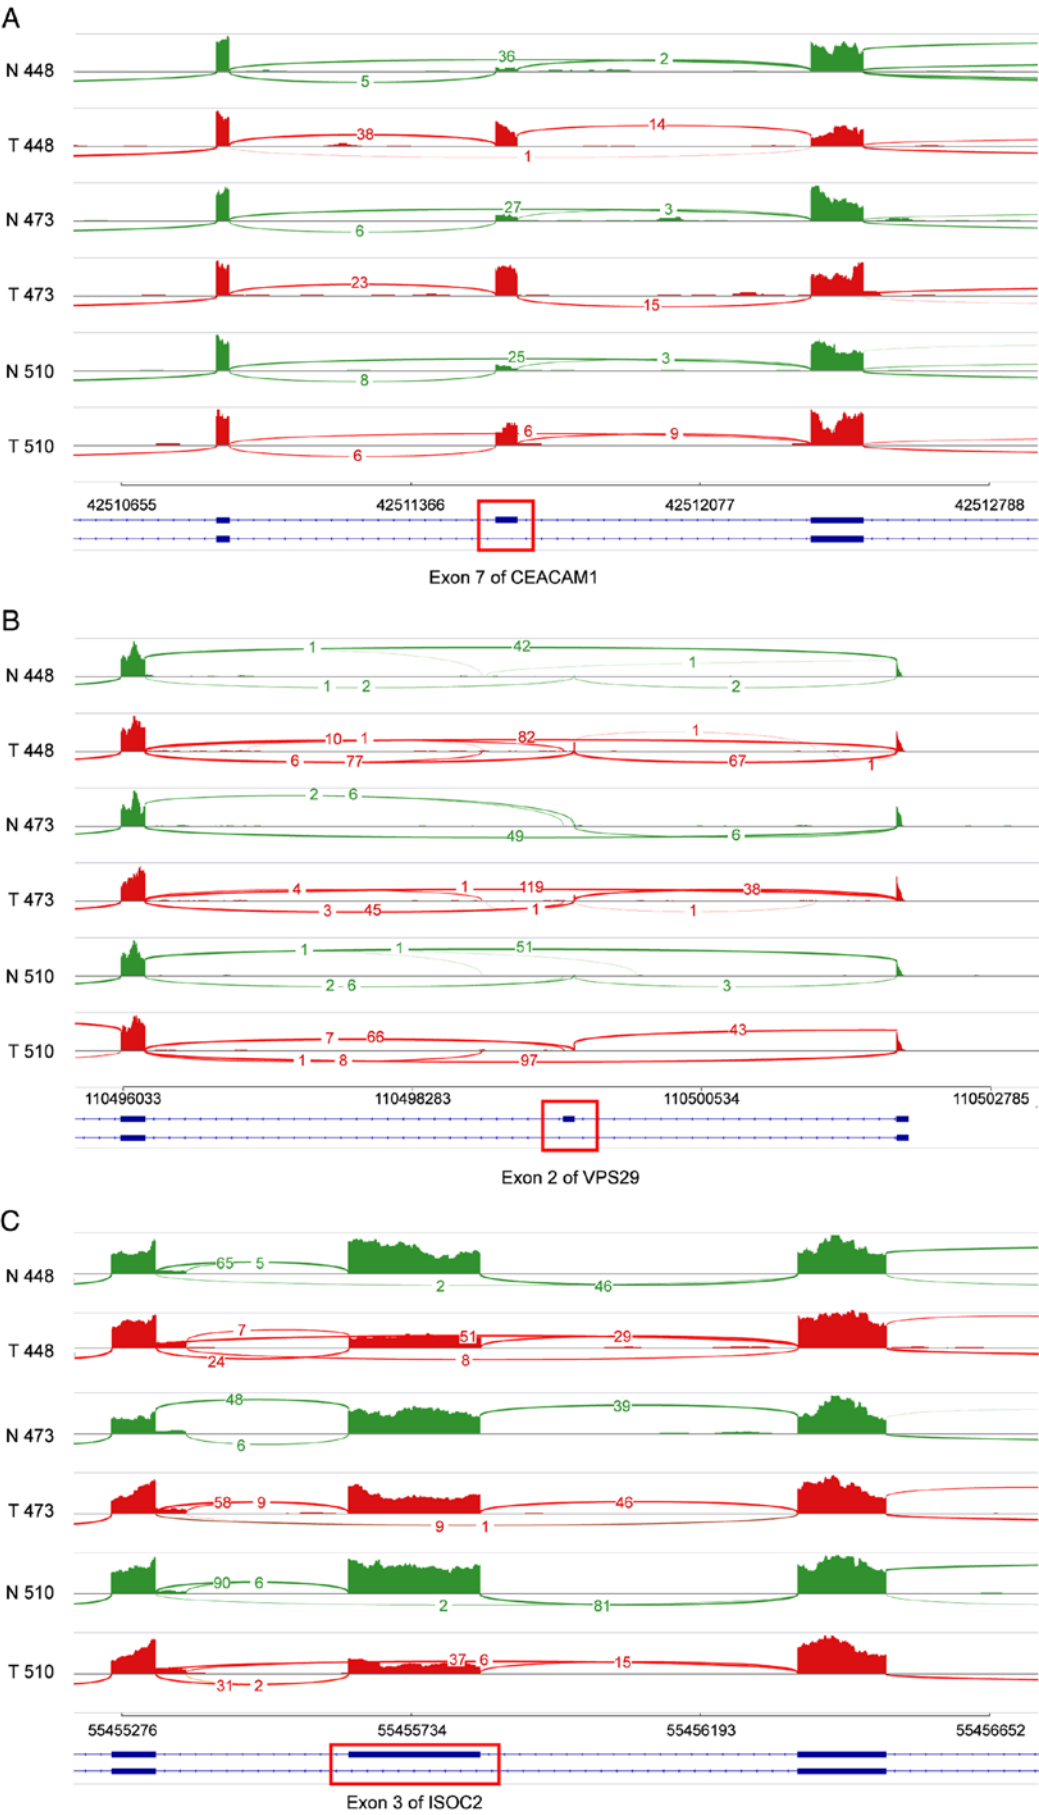 A
N 448 36 2 5
T 448 38 14 1
N 473 27 3 6
T 473 23 15
N 510 25 3 8
T 510 6 9 6
42510655 42511366 42512077 42512788
Exon 7 of CEACAM1
B
N 448 1 42 1 1 2 2
T 448 10 1 82 1 6 77 67 1
N 473 2 6 49 6
T 473 4 1 119 38 3 45 1 1
N 510 1 1 51 2 6 3
T 510 7 66 43 1 8 97
110496033 110498283 110500534 110502785
Exon 2 of VPS29
C
N 448 65 5 2 46
T 448 7 51 29 24 8
N 473 48 39 6
T 473 58 9 46 9 1
N 510 90 6 2 81
T 510 37 6 15 31 2
55455276 55455734 55456193 55456652
Exon 3 of ISOC2